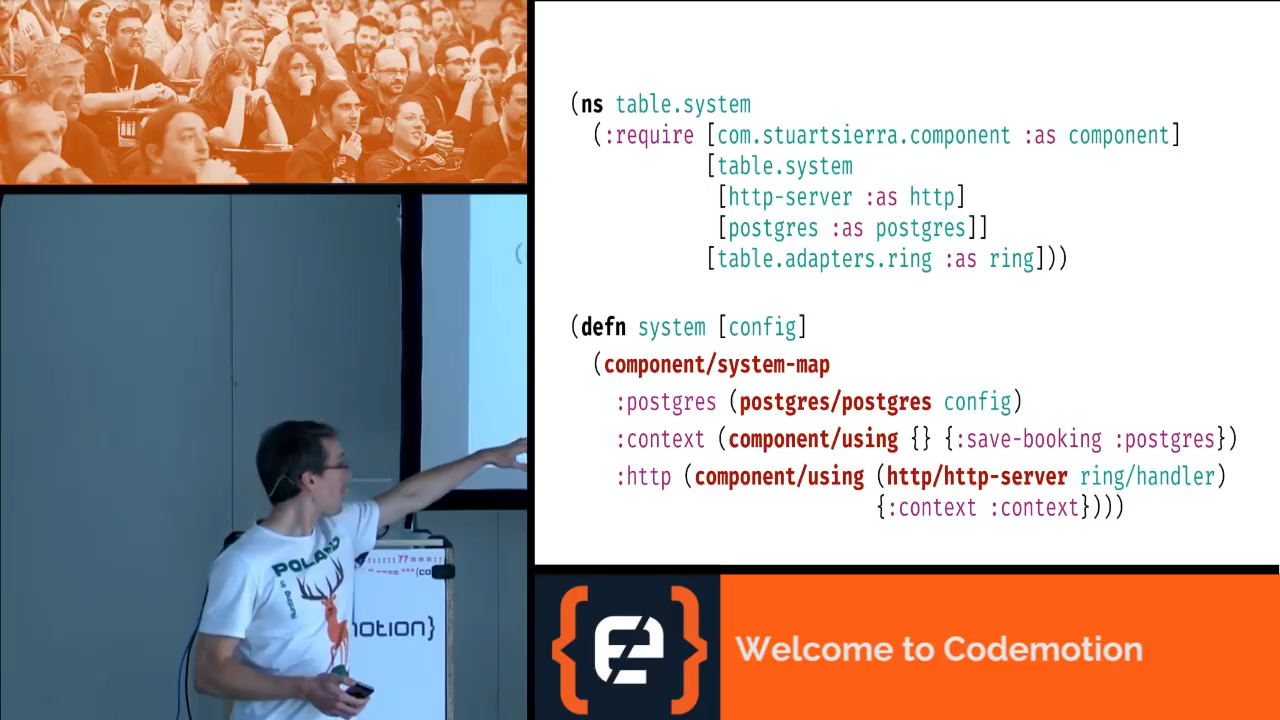 (ns table.system
(:require [com.stuartsierra.component :as component]
[table.system
[http-server :as http]
[postgres :as postgres]]
[table.adapters.ring :as ring]))
(defn system [config]
(component/system-map
:postgres (postgres/postgres config)
:context (component/using {} {:save-booking :postgres})
:http (component/using (http/http-server ring/handler)
{:context :context})))
POLAND
otion}
Welcome to Codemotion